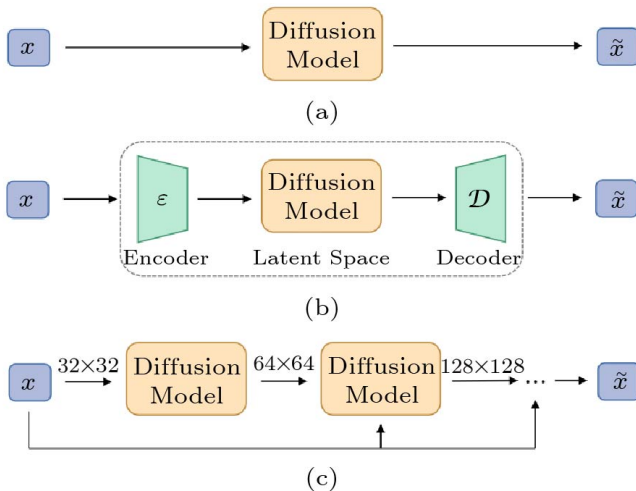 x
Diffusion
Model
x̃
(a)
x
ε
Diffusion
Model
𝒟
x̃
Encoder
Latent Space
Decoder
(b)
x
32×32
Diffusion
Model
64×64
Diffusion
Model
128×128
...
x̃
(c)